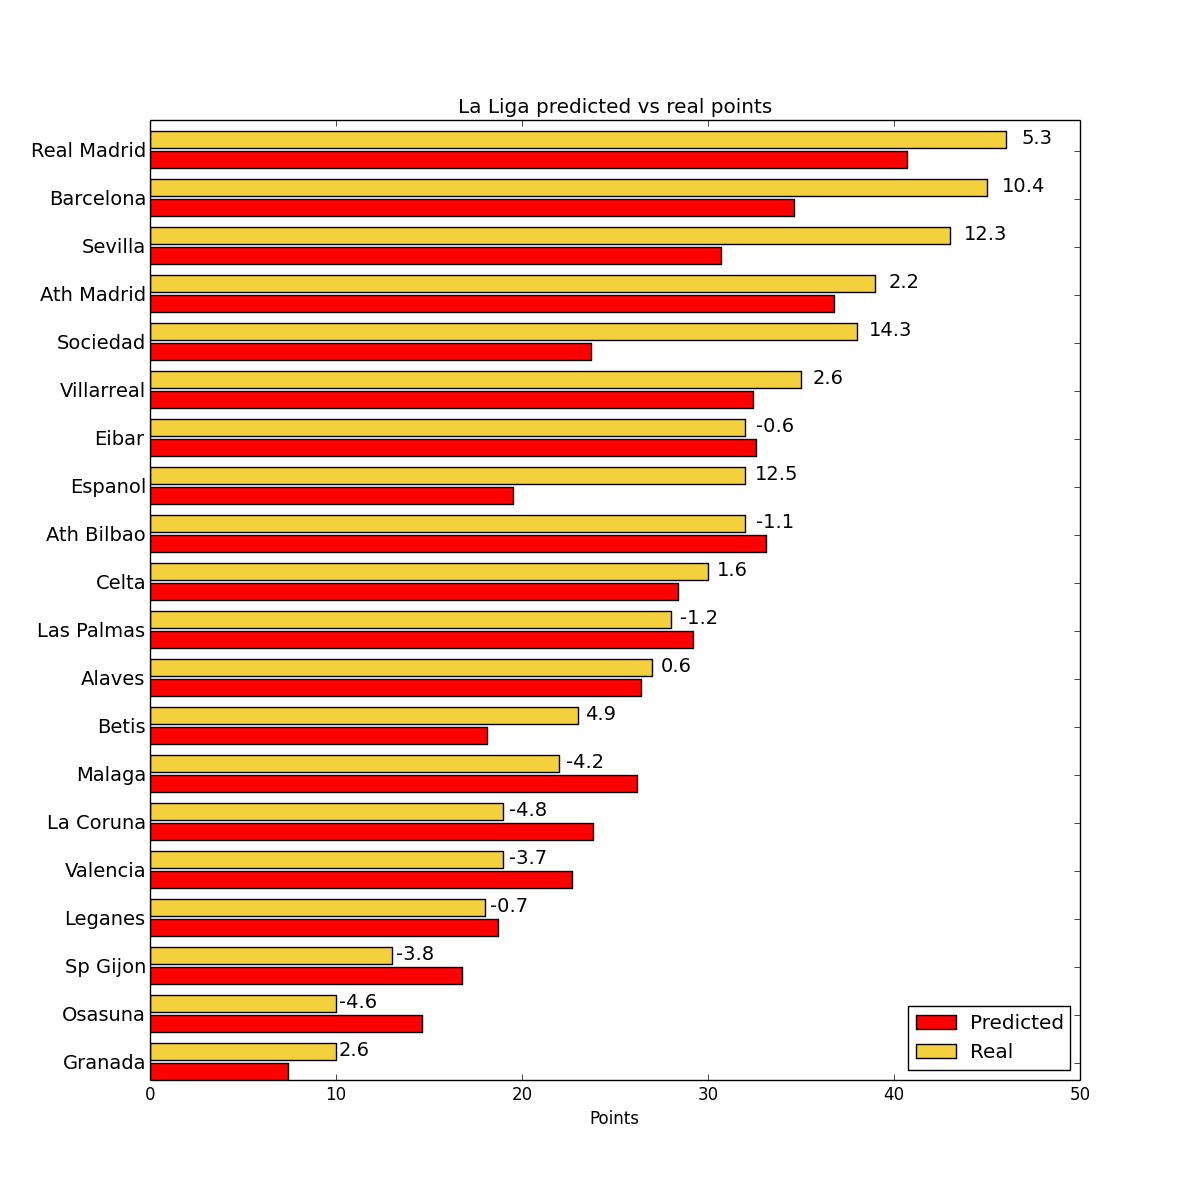 La Liga predicted vs real points
Real Madrid 5.3
Barcelona 10.4
Sevilla 12.3
Ath Madrid 2.2
Sociedad 14.3
Villarreal 2.6
Eibar -0.6
Espanol 12.5
Ath Bilbao -1.1
Celta 1.6
Las Palmas -1.2
Alaves 0.6
Betis 4.9
Malaga -4.2
La Coruna -4.8
Valencia -3.7
Leganes -0.7
Sp Gijon -3.8
Osasuna -4.6
Granada 2.6
Predicted
Real
0 10 20 30 40 50
Points